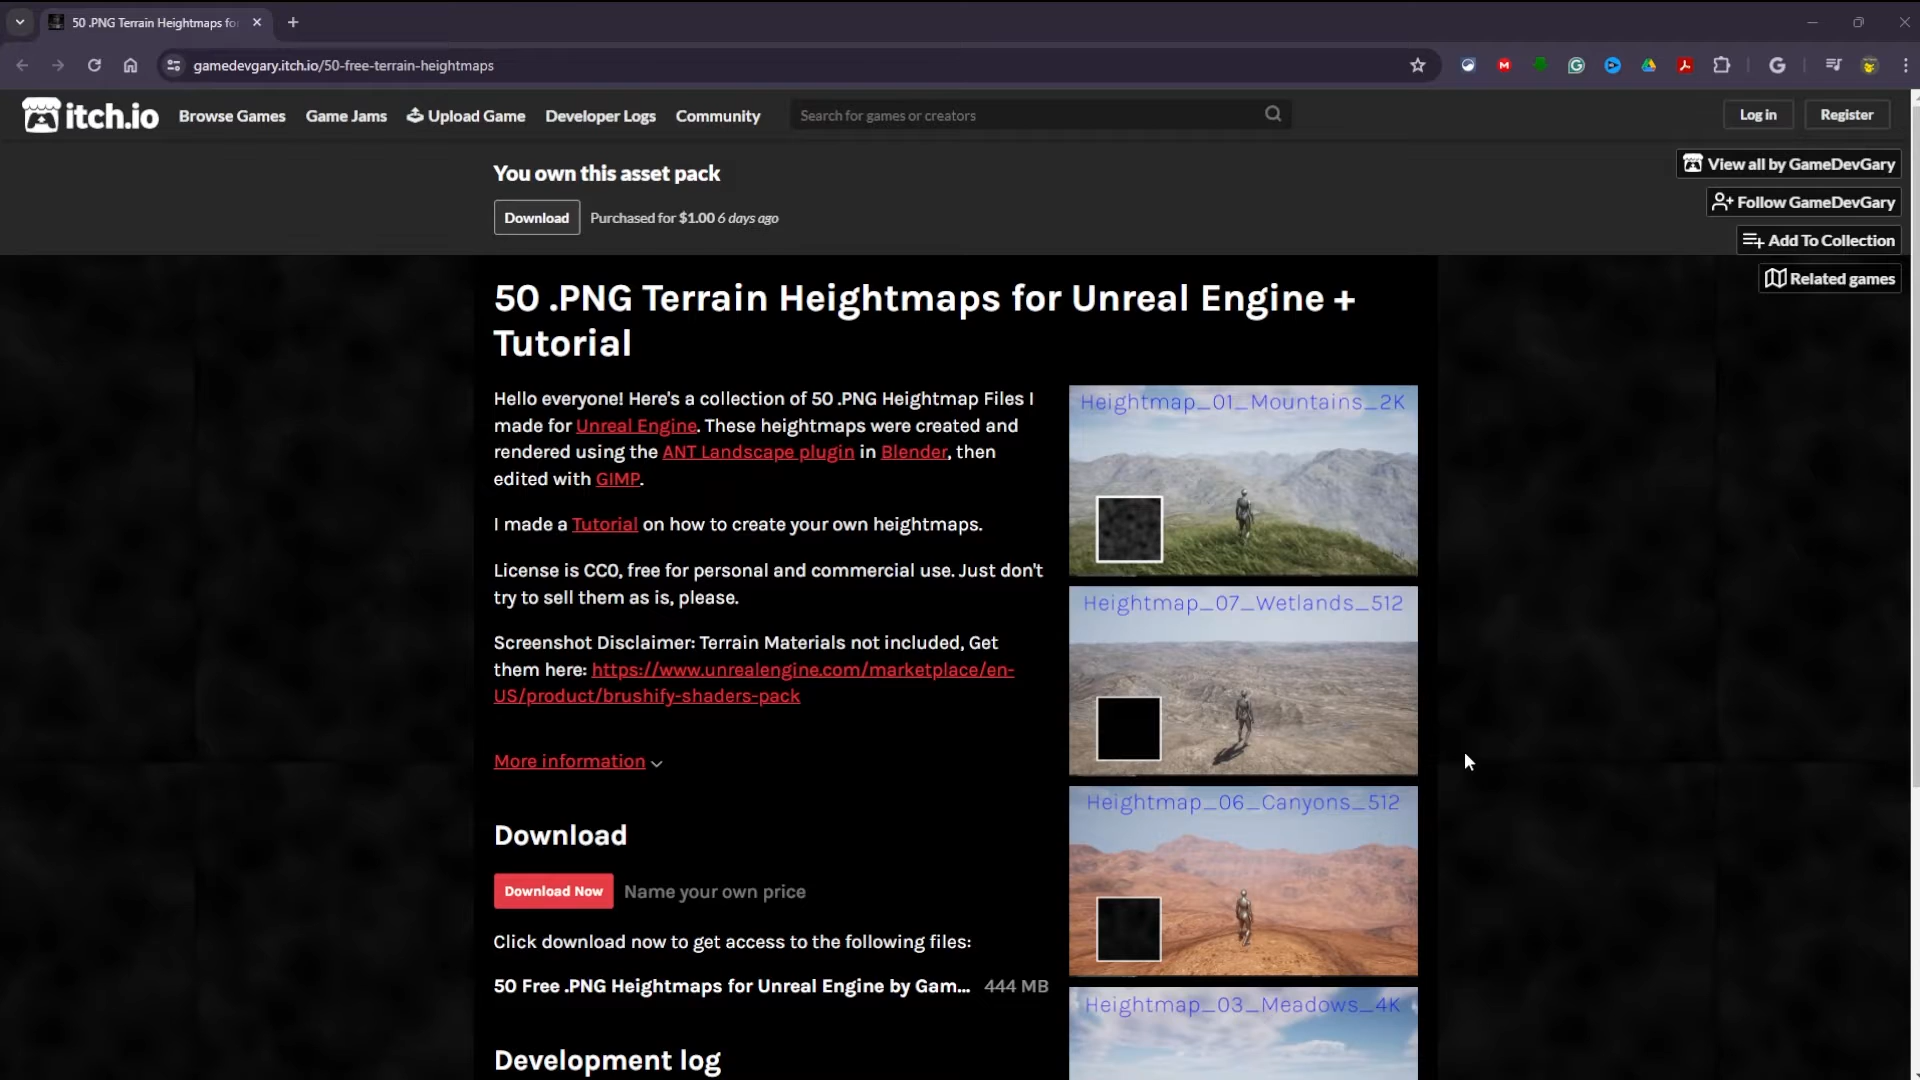 50 .PNG Terrain Heightmaps fo
gamedevgary.itch.io/50-free-terrain-heightmaps
itch.io
Browse Games
Game Jams
Upload Game
Developer Logs
Community
Search for games or creators
Log in
Register
You own this asset pack
Download
Purchased for $1.00 6 days ago
View all by GameDevGary
Follow GameDevGary
Add To Collection
Related games
50 .PNG Terrain Heightmaps for Unreal Engine +
Tutorial
Hello everyone! Here's a collection of 50 .PNG Heightmap Files I
made for Unreal Engine. These heightmaps were created and
rendered using the ANT Landscape plugin in Blender, then
edited with GIMP.
I made a Tutorial on how to create your own heightmaps.
License is CC0, free for personal and commercial use. Just don't
try to sell them as is, please.
Screenshot Disclaimer: Terrain Materials not included, Get
them here: https://www.unrealengine.com/marketplace/en-
US/product/brushify-shaders-pack
More information
Download
Download Now
Name your own price
Click download now to get access to the following files:
50 Free .PNG Heightmaps for Unreal Engine by Gam...
444 MB
Development log
Heightmap_01_Mountains_2K
Heightmap_07_Wetlands_512
Heightmap_06_Canyons_512
Heightmap_03_Meadows_4K